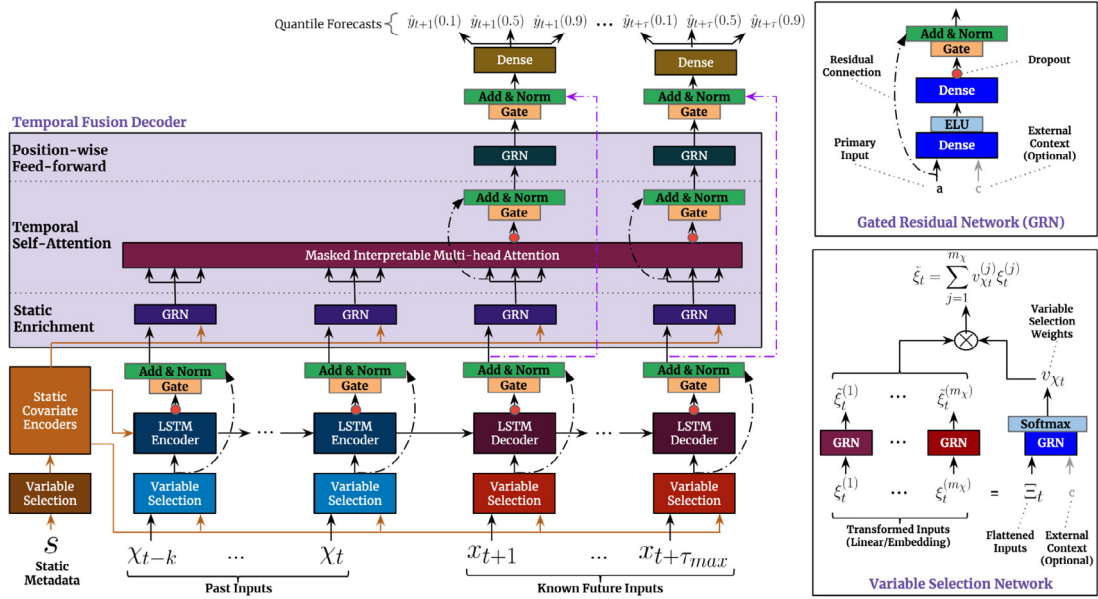 Quantile Forecasts ŷt+1(0.1) ŷt+1(0.5) ŷt+1(0.9) ... ŷt+τ(0.1) ŷt+τ(0.5) ŷt+τ(0.9)
Dense Dense
Add & Norm Add & Norm
Gate Gate
Temporal Fusion Decoder
Position-wise
Feed-forward
GRN GRN
Add & Norm Add & Norm
Gate Gate
Temporal
Self-Attention
Masked Interpretable Multi-head Attention
Static
Enrichment
GRN GRN GRN GRN
Add & Norm Add & Norm Add & Norm Add & Norm
Gate Gate Gate Gate
Static
Covariate
Encoders
LSTM
Encoder
...
LSTM
Encoder
LSTM
Decoder
...
LSTM
Decoder
Variable
Selection
Variable
Selection
Variable
Selection
Variable
Selection
Variable
Selection
s
Static
Metadata
χt−k ... χt xt+1 ... xt+τmax
Past Inputs Known Future Inputs
Add & Norm
Gate
Residual
Connection
Dropout
Dense
ELU
Dense
Primary
Input
External
Context
(Optional)
a c
Gated Residual Network (GRN)
ξ̃t = ∑ j=1 mχ vχt(j) ξ̃t(j)
Variable
Selection
Weights
ξ̃t(1) ... ξ̃t(mχ) vχt
Softmax
GRN ... GRN GRN
ξt(1) ... ξt(mχ) = Ξt c
Transformed Inputs
(Linear/Embedding)
Flattened
Inputs
External
Context
(Optional)
Variable Selection Network